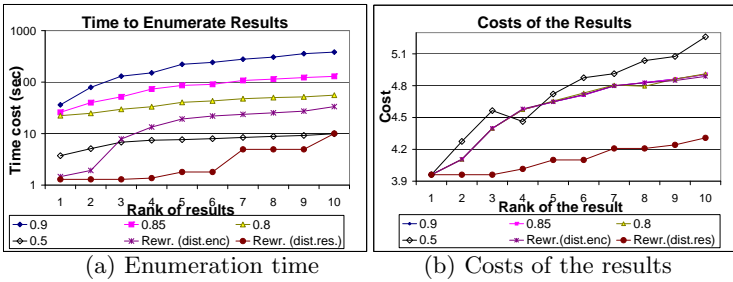 Time to Enumerate Results
1000
100
10
1
Time cost (sec)
1 2 3 4 5 6 7 8 9 10
Rank of results
0.9 0.85 0.8
0.5 Rewr. (dist.enc) Rewr. (dist.res.)
(a) Enumeration time
Costs of the Results
5.1
4.8
4.5
4.2
3.9
Cost
1 2 3 4 5 6 7 8 9 10
Rank of the result
0.9 0.85 0.8
0.5 Rewr.(dist.enc) Rewr. (dist.res)
(b) Costs of the results